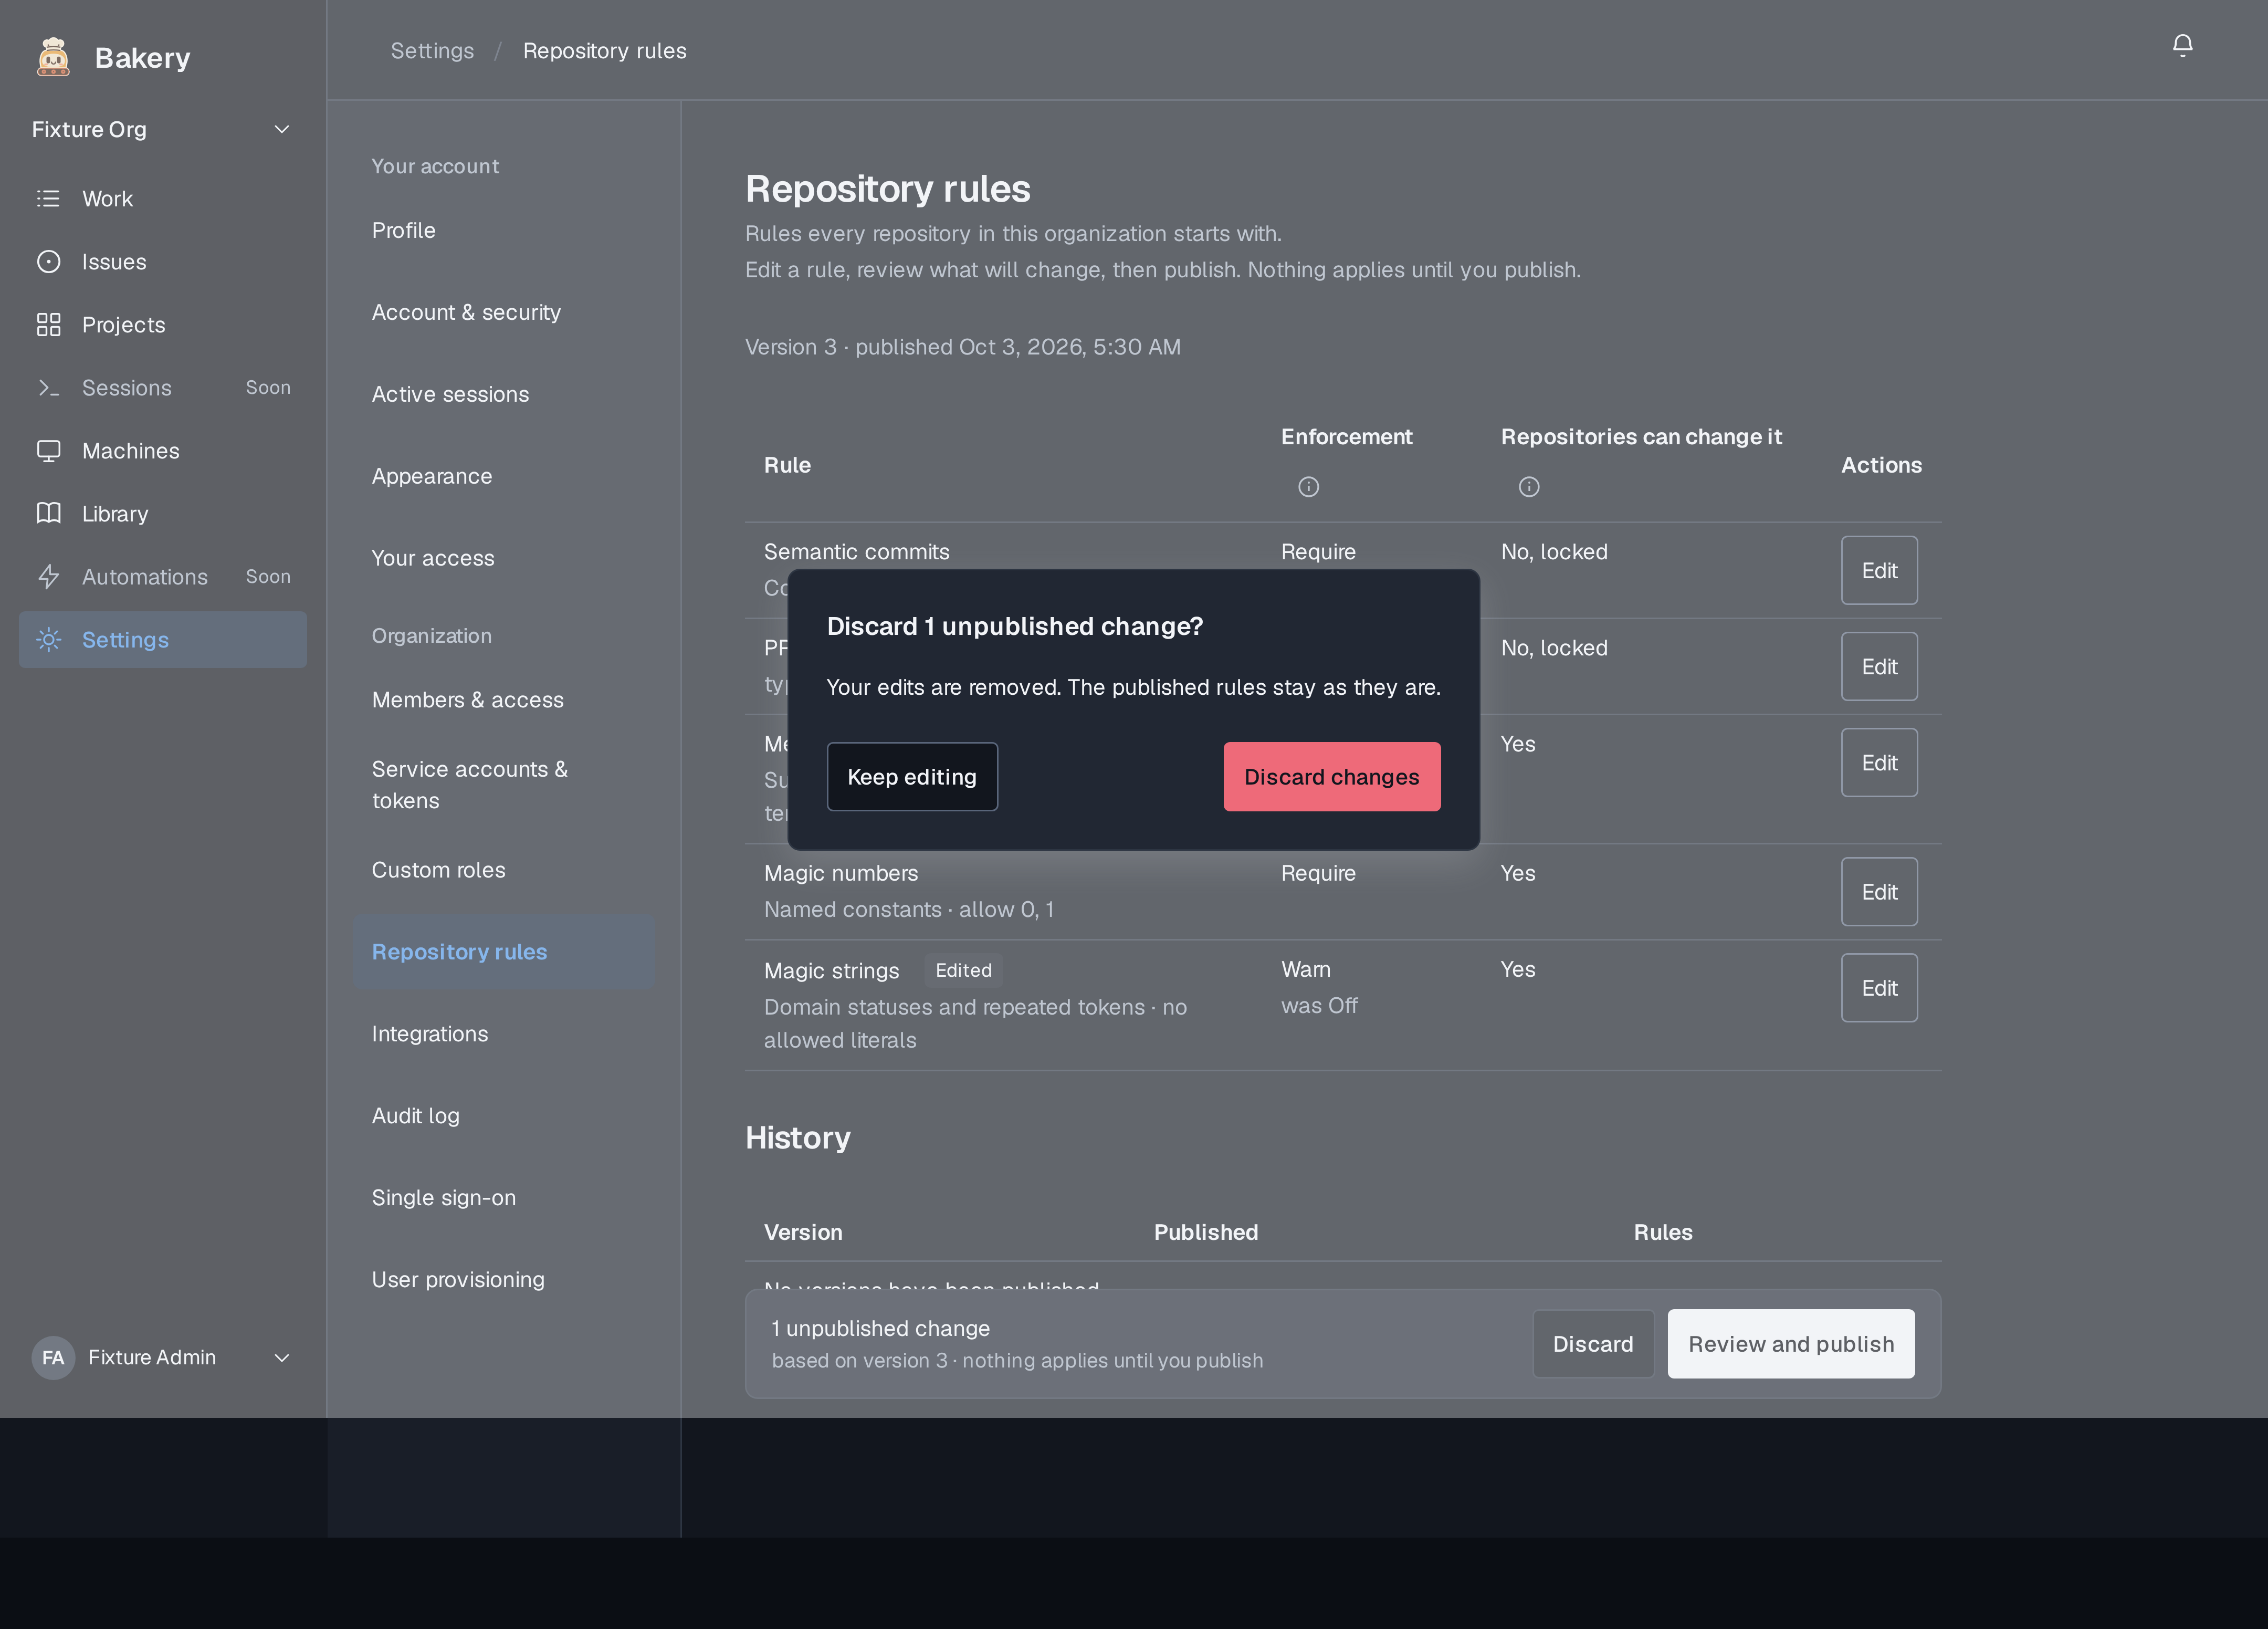 Bakery
Fixture Org
Work
Issues
Projects
Sessions Soon
Machines
Library
Automations Soon
Settings
FA Fixture Admin
Settings / Repository rules
Your account
Profile
Account & security
Active sessions
Appearance
Your access
Organization
Members & access
Service accounts &
tokens
Custom roles
Repository rules
Integrations
Audit log
Single sign-on
User provisioning
Repository rules
Rules every repository in this organization starts with.
Edit a rule, review what will change, then publish. Nothing applies until you publish.
Version 3 · published Oct 3, 2026, 5:30 AM
Rule Enforcement Repositories can change it Actions
Semantic commits Require No, locked Edit
No, locked Edit
Yes Edit
Discard 1 unpublished change?
Your edits are removed. The published rules stay as they are.
Keep editing Discard changes
Magic numbers Require Yes Edit
Named constants · allow 0, 1
Magic strings Edited Warn Yes Edit
Domain statuses and repeated tokens · no was Off
allowed literals
History
Version Published Rules
No versions have been published
1 unpublished change
based on version 3 · nothing applies until you publish
Discard Review and publish